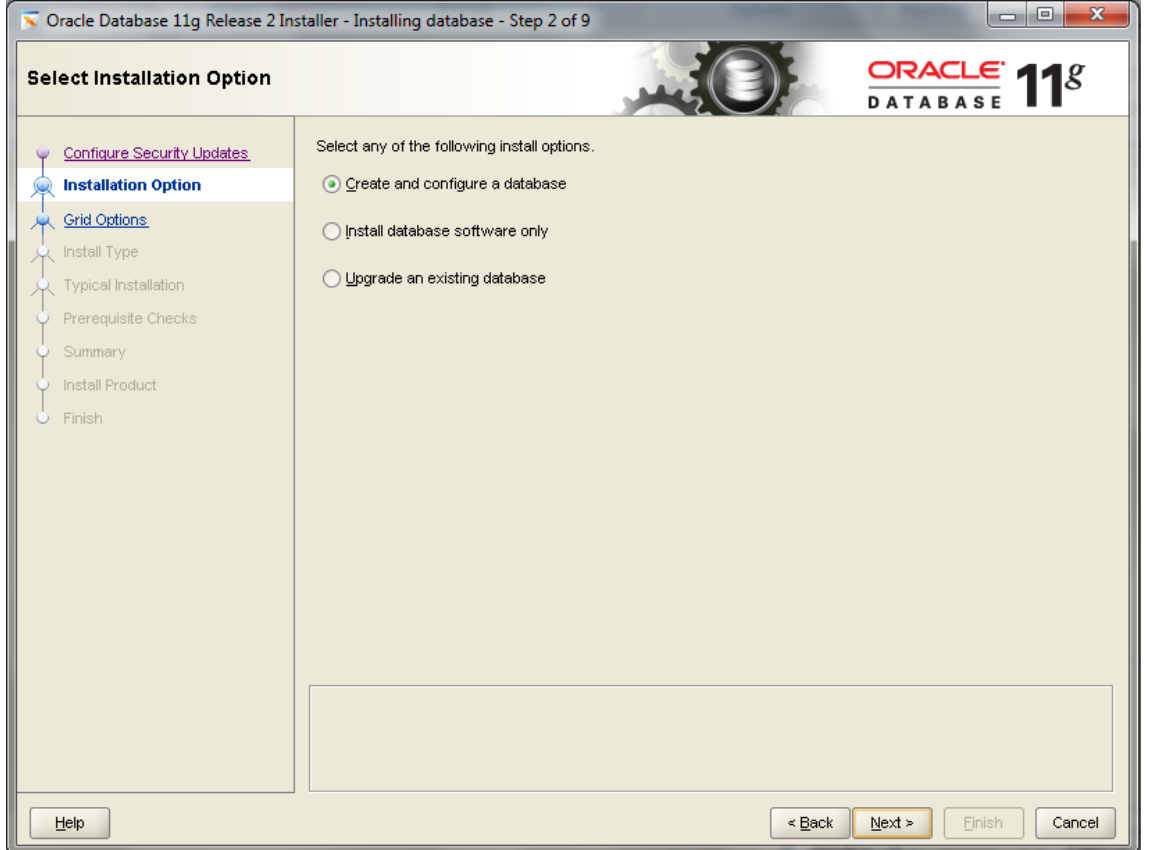 Oracle Database 11g Release 2 Installer - Installing database - Step 2 of 9
Select Installation Option
ORACLE
DATABASE
11g
Configure Security Updates
Installation Option
Grid Options
Install Type
Typical Installation
Prerequisite Checks
Summary
Install Product
Finish
Select any of the following install options.
Create and configure a database
Install database software only
Upgrade an existing database
Help
< Back
Next >
Finish
Cancel